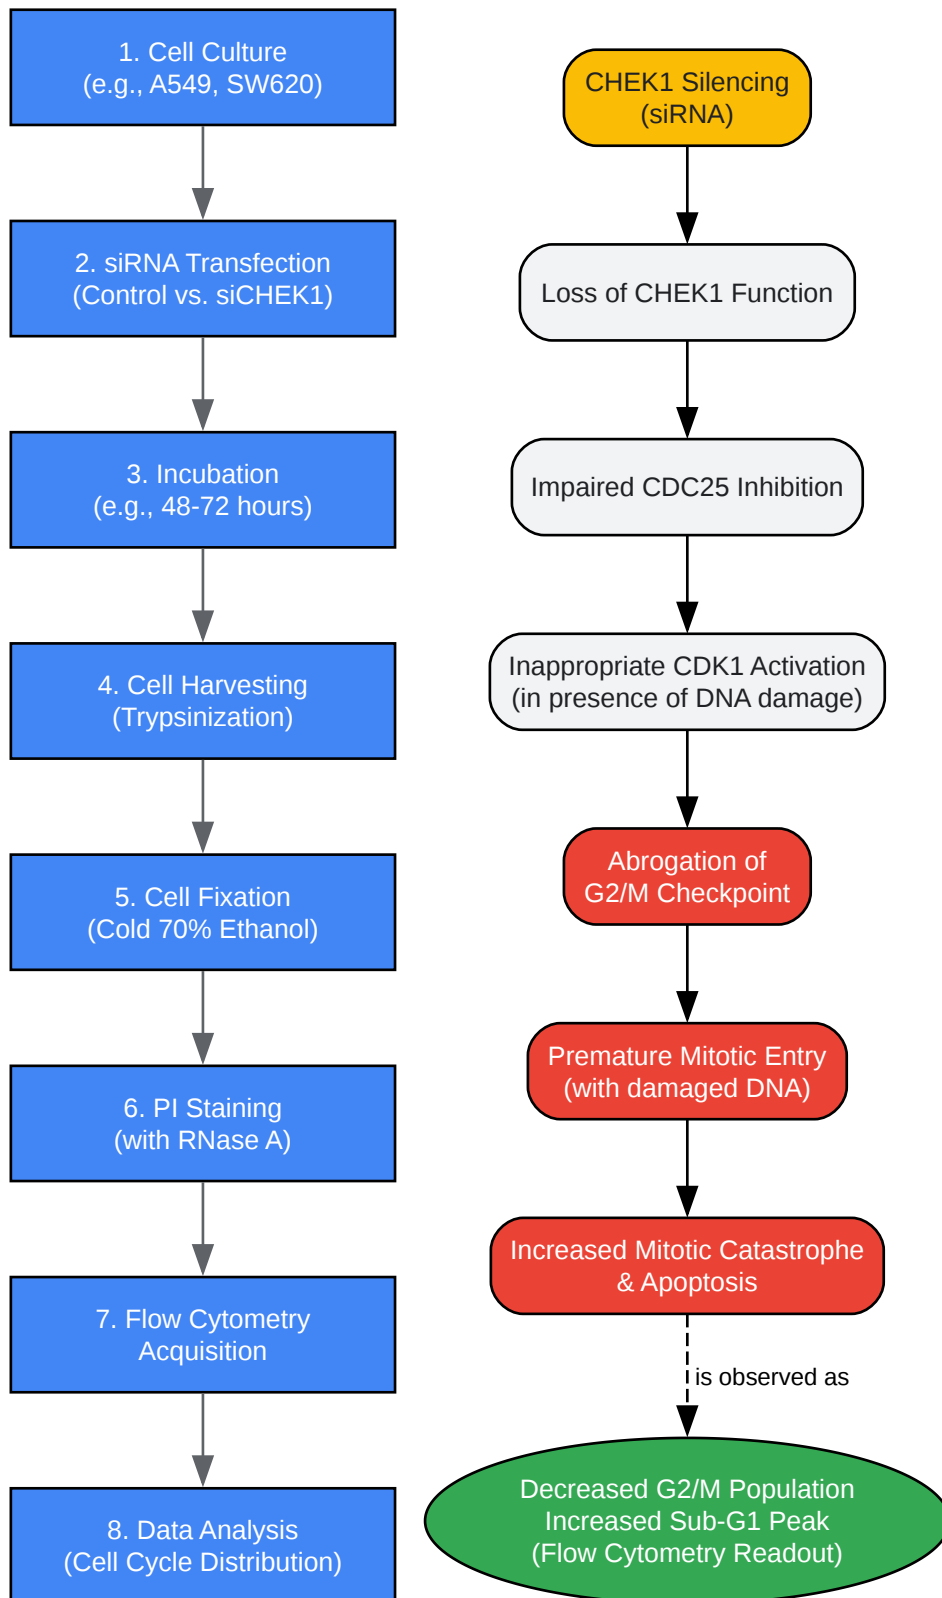 1. Cell Culture
(e.g., A549, SW620)
2. siRNA Transfection
(Control vs. siCHEK1)
3. Incubation
(e.g., 48-72 hours)
4. Cell Harvesting
(Trypsinization)
5. Cell Fixation
(Cold 70% Ethanol)
6. PI Staining
(with RNase A)
7. Flow Cytometry
Acquisition
8. Data Analysis
(Cell Cycle Distribution)
CHEK1 Silencing
(siRNA)
Loss of CHEK1 Function
Impaired CDC25 Inhibition
Inappropriate CDK1 Activation
(in presence of DNA damage)
Abrogation of
G2/M Checkpoint
Premature Mitotic Entry
(with damaged DNA)
Increased Mitotic Catastrophe
& Apoptosis
is observed as
Decreased G2/M Population
Increased Sub-G1 Peak
(Flow Cytometry Readout)